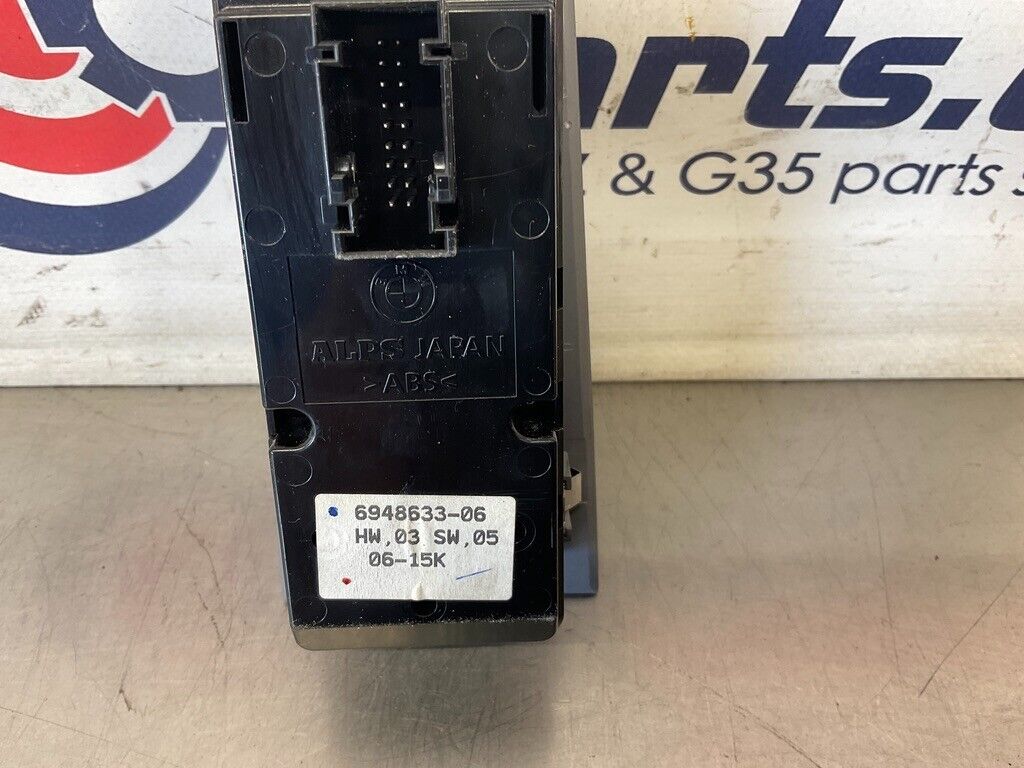 arts.
& G35 parts s
ALPS JAPAN
>ABS<
6948633-06
HW,03 SW,05
06-15K